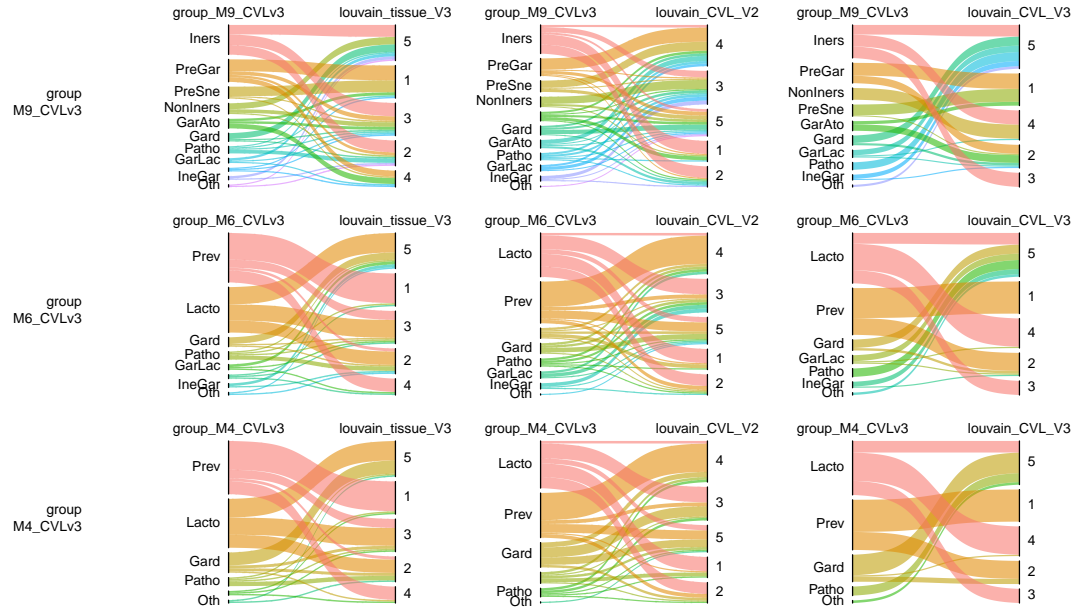 group_M9_CVLv3 louvain_tissue_V3
Iners
PreGar
PreSne
NonIners
GarAto
Gard
Patho
GarLac
IneGar
Oth
5
1
3
2
4
group_M9_CVLv3 louvain_CVL_V2
Iners
PreGar
PreSne
NonIners
Gard
GarAto
Patho
GarLac
IneGar
Oth
4
3
5
1
2
group_M9_CVLv3 louvain_CVL_V3
Iners
PreGar
NonIners
PreSne
GarAto
Gard
GarLac
Patho
IneGar
Oth
5
1
4
2
3
group
M9_CVLv3
group_M6_CVLv3 louvain_tissue_V3
Prev
Lacto
Gard
Patho
GarLac
IneGar
Oth
5
1
3
2
4
group_M6_CVLv3 louvain_CVL_V2
Lacto
Prev
Gard
Patho
GarLac
IneGar
Oth
4
3
5
1
2
group_M6_CVLv3 louvain_CVL_V3
Lacto
Prev
Gard
GarLac
Patho
IneGar
Oth
5
1
4
2
3
group
M6_CVLv3
group_M4_CVLv3 louvain_tissue_V3
Prev
Lacto
Gard
Patho
Oth
5
1
3
2
4
group_M4_CVLv3 louvain_CVL_V2
Lacto
Prev
Gard
Patho
Oth
4
3
5
1
2
group_M4_CVLv3 louvain_CVL_V3
Lacto
Prev
Gard
Patho
Oth
5
1
4
2
3
group
M4_CVLv3